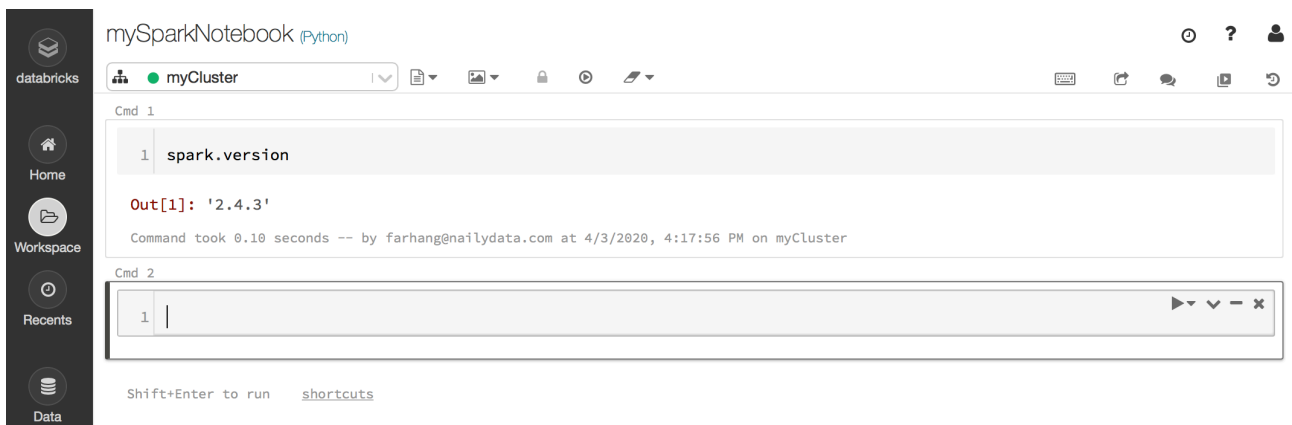 mySparkNotebook (Python)
?
databricks
myCluster
Cmd 1
1 spark.version
Home
Out[1]: '2.4.3'
Command took 0.10 seconds -- by farhang@nailydata.com at 4/3/2020, 4:17:56 PM on myCluster
Workspace
Cmd 2
1
Recents
Shift+Enter to run shortcuts
Data